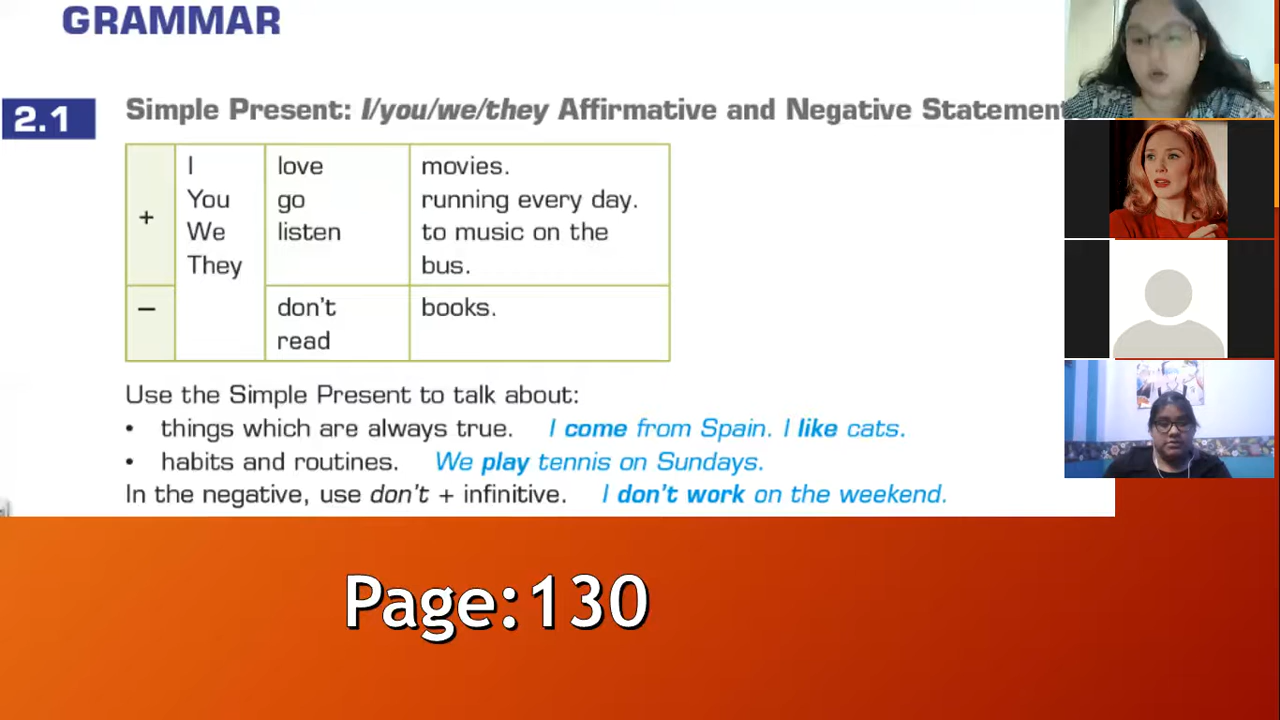 GRAMMAR
2.1 Simple Present: I/you/we/they Affirmative and Negative Statement
+ I love movies.
You go running every day.
We listen to music on the
They bus.
– don't books.
read
Use the Simple Present to talk about:
• things which are always true. I come from Spain. I like cats.
• habits and routines. We play tennis on Sundays.
In the negative, use don't + infinitive. I don't work on the weekend.
Page:130